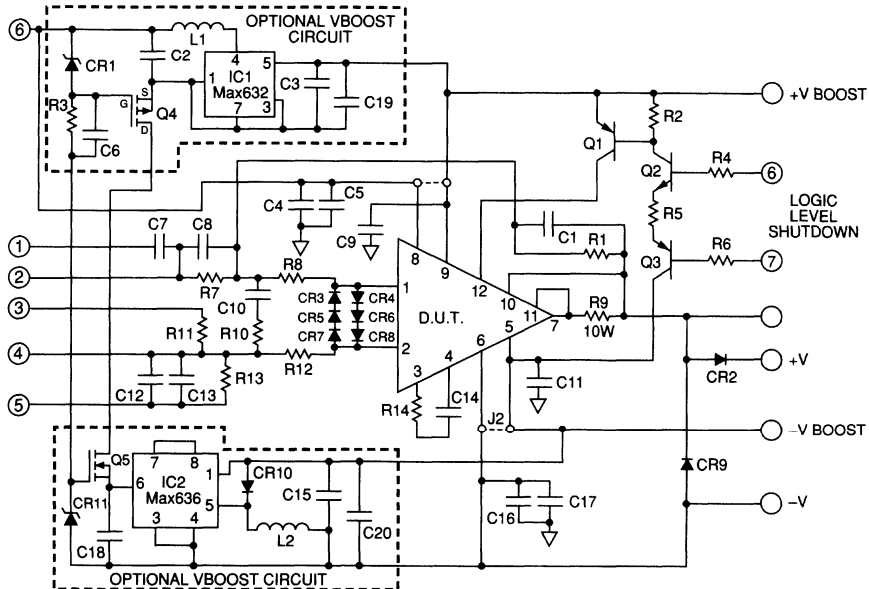 OPTIONAL VBOOST
CIRCUIT
6
L1
C2
CR1
4
5
1
IC1
Max632
7
3
C3
C19
R3
G
S
D
Q4
C6
+V BOOST
R2
Q1
Q2
R4
6
LOGIC
LEVEL
SHUTDOWN
R5
Q3
R6
7
C4
C5
C9
C7
C8
C1
R1
1
2
3
4
5
R7
R8
C10
R10
R11
R12
R13
C12
C13
CR3
CR4
CR5
CR6
CR7
CR8
1
2
D.U.T.
8
9
12
10
11
7
5
6
3
4
R9
10W
R14
C14
C11
J2
CR2
+V
–V BOOST
CR9
–V
C16
C17
Q5
CR11
C18
6
7
8
IC2
Max636
3
4
1
5
CR10
C15
L2
C20
OPTIONAL VBOOST CIRCUIT